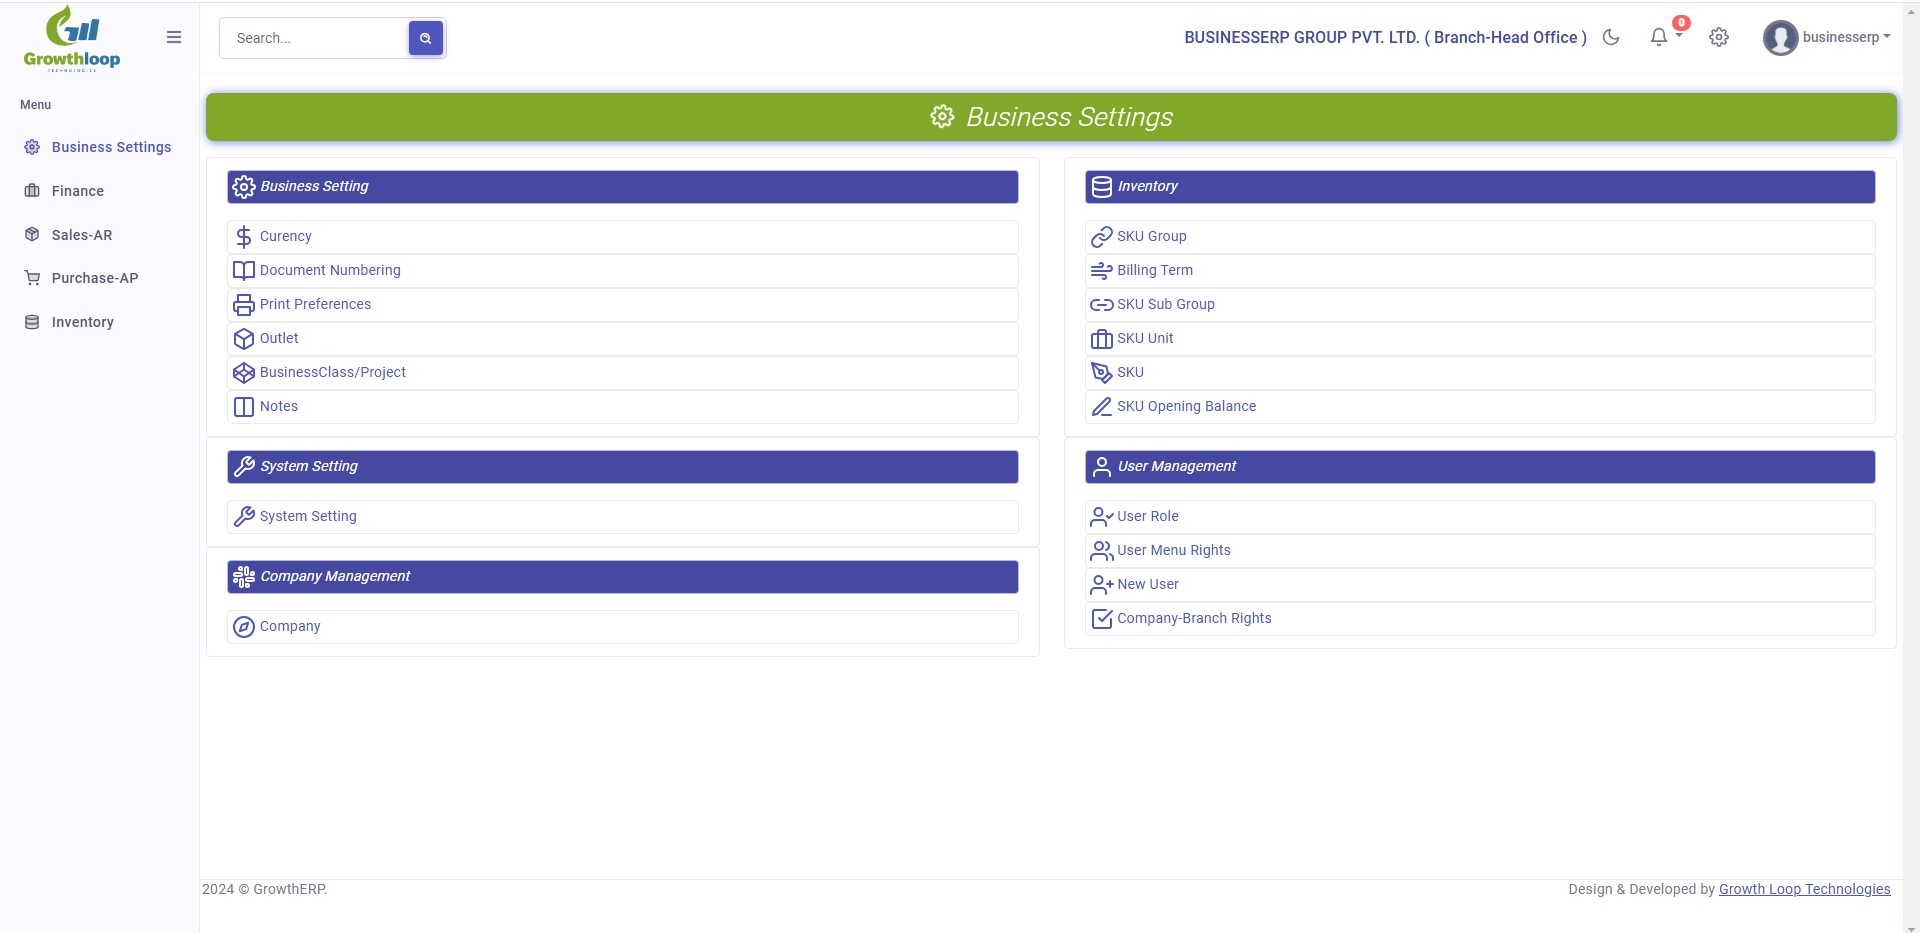 Growthloop
TECHNOLOGIES
Search...
BUSINESSERP GROUP PVT. LTD. ( Branch-Head Office )
0
businesserp
Menu
Business Settings
Finance
Sales-AR
Purchase-AP
Inventory
Business Settings
Business Setting
Curency
Document Numbering
Print Preferences
Outlet
BusinessClass/Project
Notes
System Setting
System Setting
Company Management
Company
Inventory
SKU Group
Billing Term
SKU Sub Group
SKU Unit
SKU
SKU Opening Balance
User Management
User Role
User Menu Rights
New User
Company-Branch Rights
2024 © GrowthERP.
Design & Developed by Growth Loop Technologies